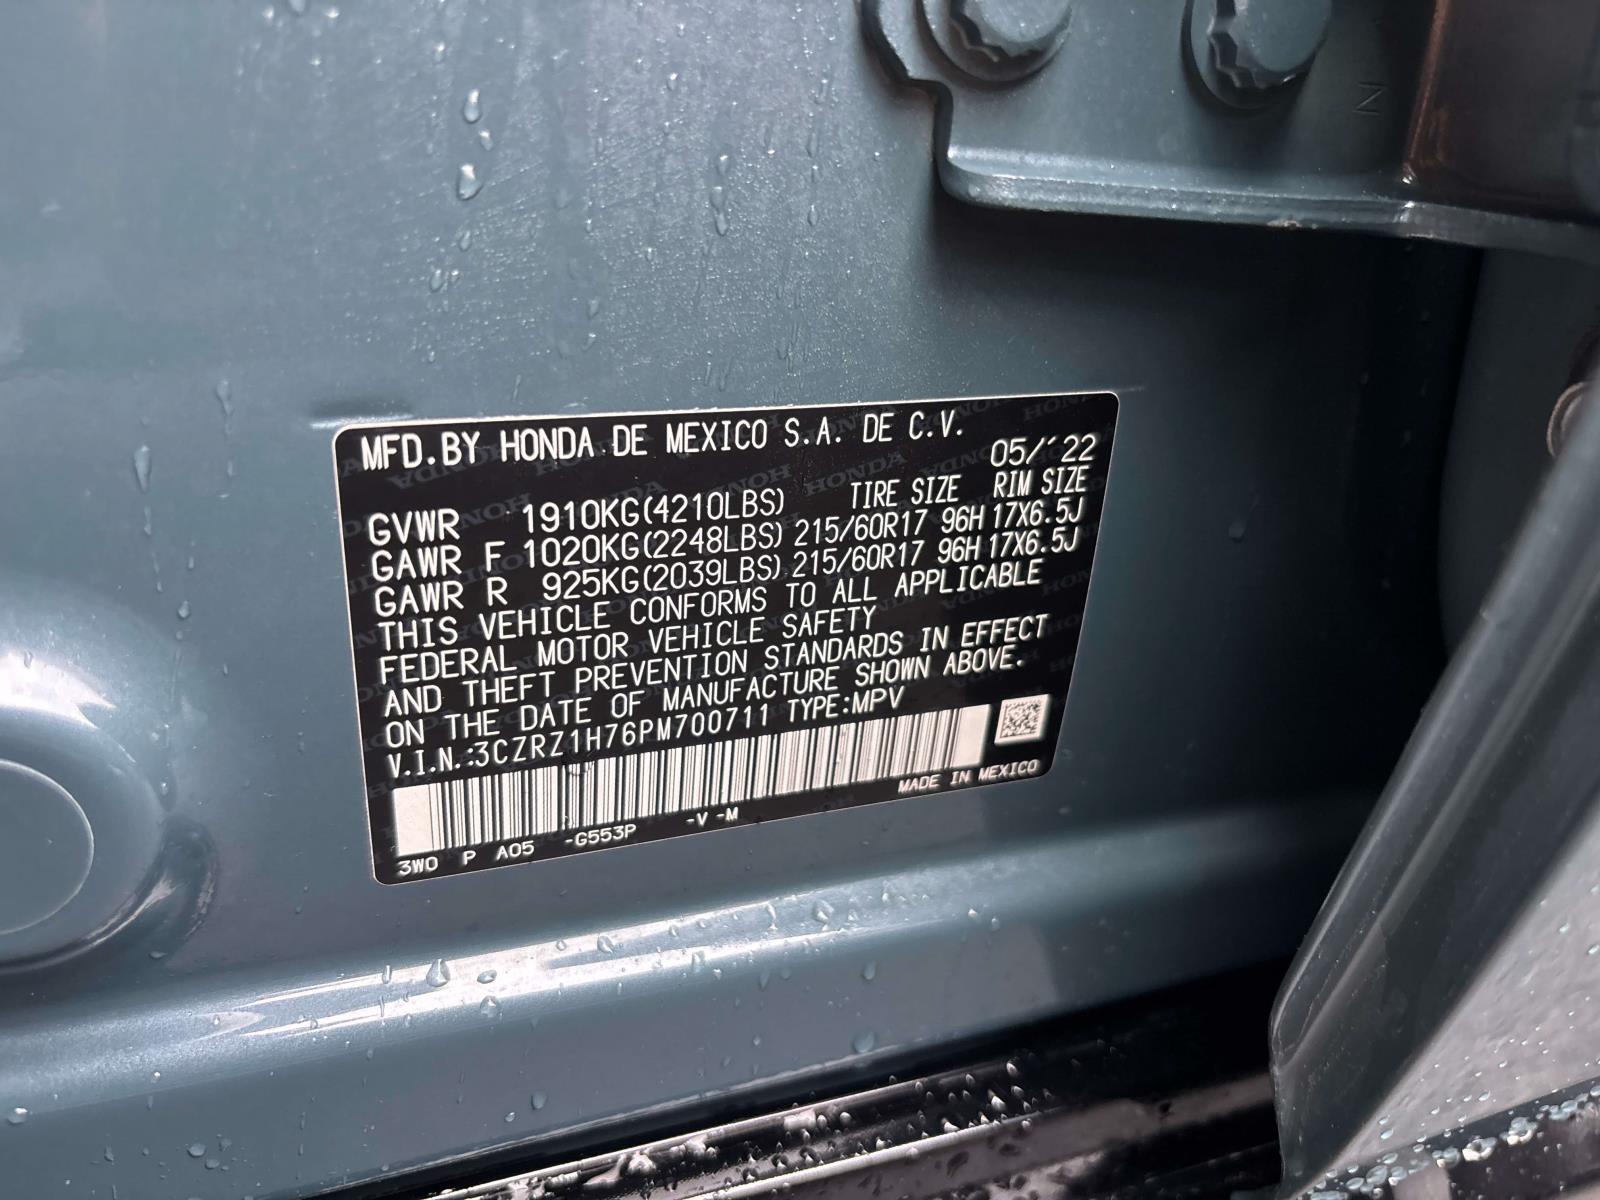 MFD.BY HONDA DE MEXICO S.A. DE C.V.
05/'22
TIRE SIZE RIM SIZE
GVWR 1910KG(4210LBS)
GAWR F 1020KG(2248LBS) 215/60R17 96H 17X6.5J
GAWR R 925KG(2039LBS) 215/60R17 96H 17X6.5J
THIS VEHICLE CONFORMS TO ALL APPLICABLE
FEDERAL MOTOR VEHICLE SAFETY
AND THEFT PREVENTION STANDARDS IN EFFECT
ON THE DATE OF MANUFACTURE SHOWN ABOVE.
V.I.N.:3CZRZ1H76PM700711 TYPE:MPV
MADE IN MEXICO
3W0 P A05 -G553P -V -M